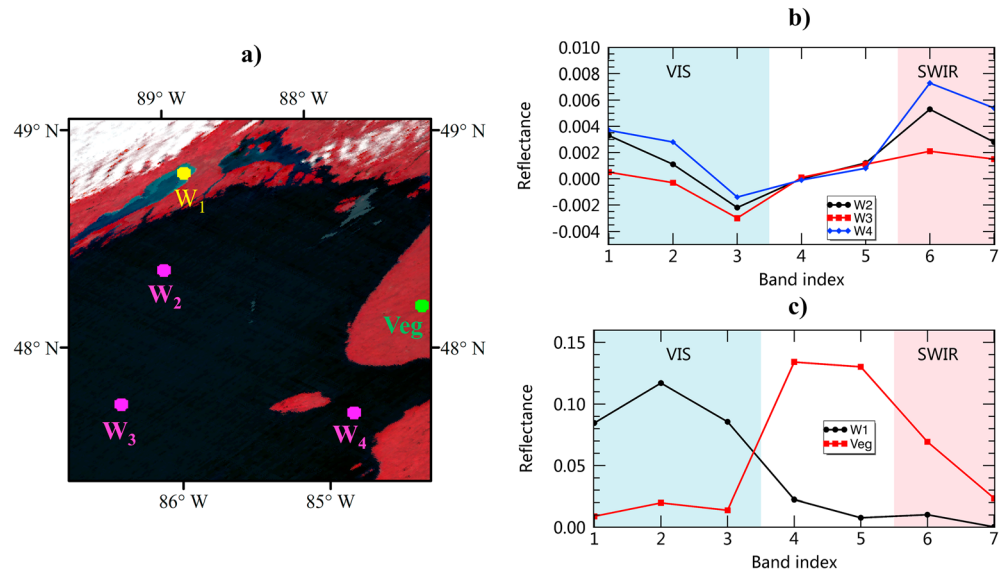 a)
89° W 88° W
49° N 49° N
W1
W2
Veg
48° N 48° N
W3
W4
86° W 85° W
b)
0.010
0.008
0.006
0.004
0.002
0.000
-0.002
-0.004
Reflectance
VIS SWIR
W2
W3
W4
1 2 3 4 5 6 7
Band index
c)
0.15
0.10
0.05
0.00
Reflectance
VIS SWIR
W1
Veg
1 2 3 4 5 6 7
Band index